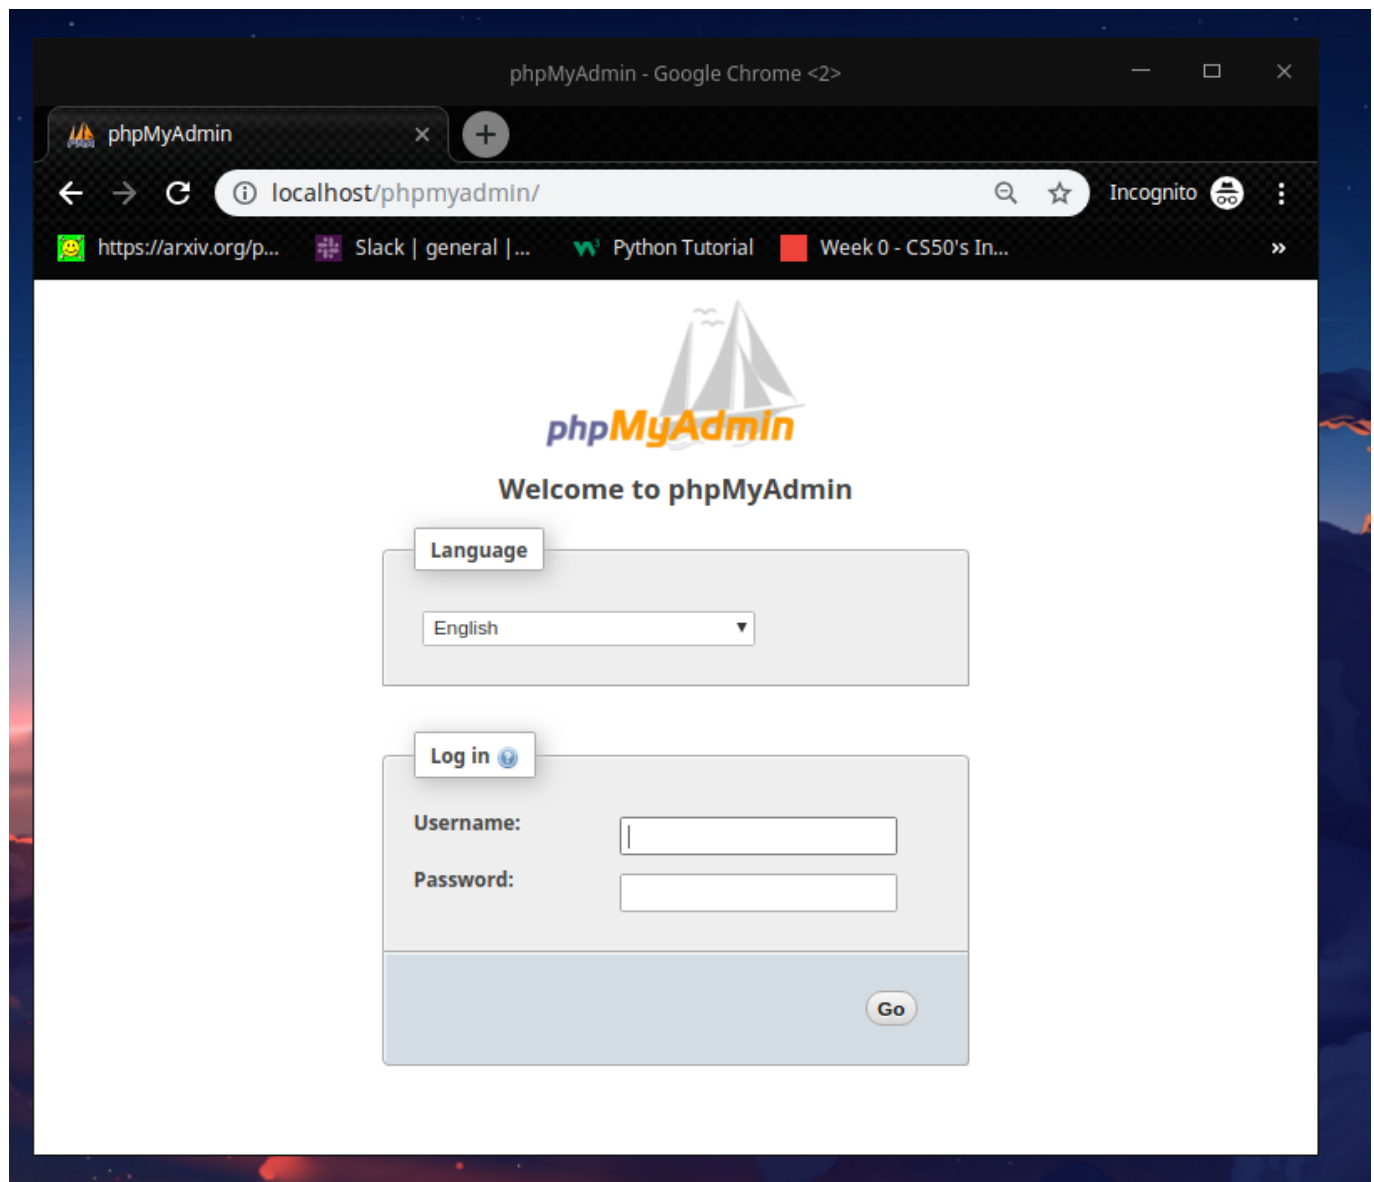 phpMyAdmin - Google Chrome <2>
phpMyAdmin
localhost/phpmyadmin/
Incognito
https://arxiv.org/p...
Slack | general |...
Python Tutorial
Week 0 - CS50's In...
phpMyAdmin
Welcome to phpMyAdmin
Language
English
Log in
Username:
Password:
Go